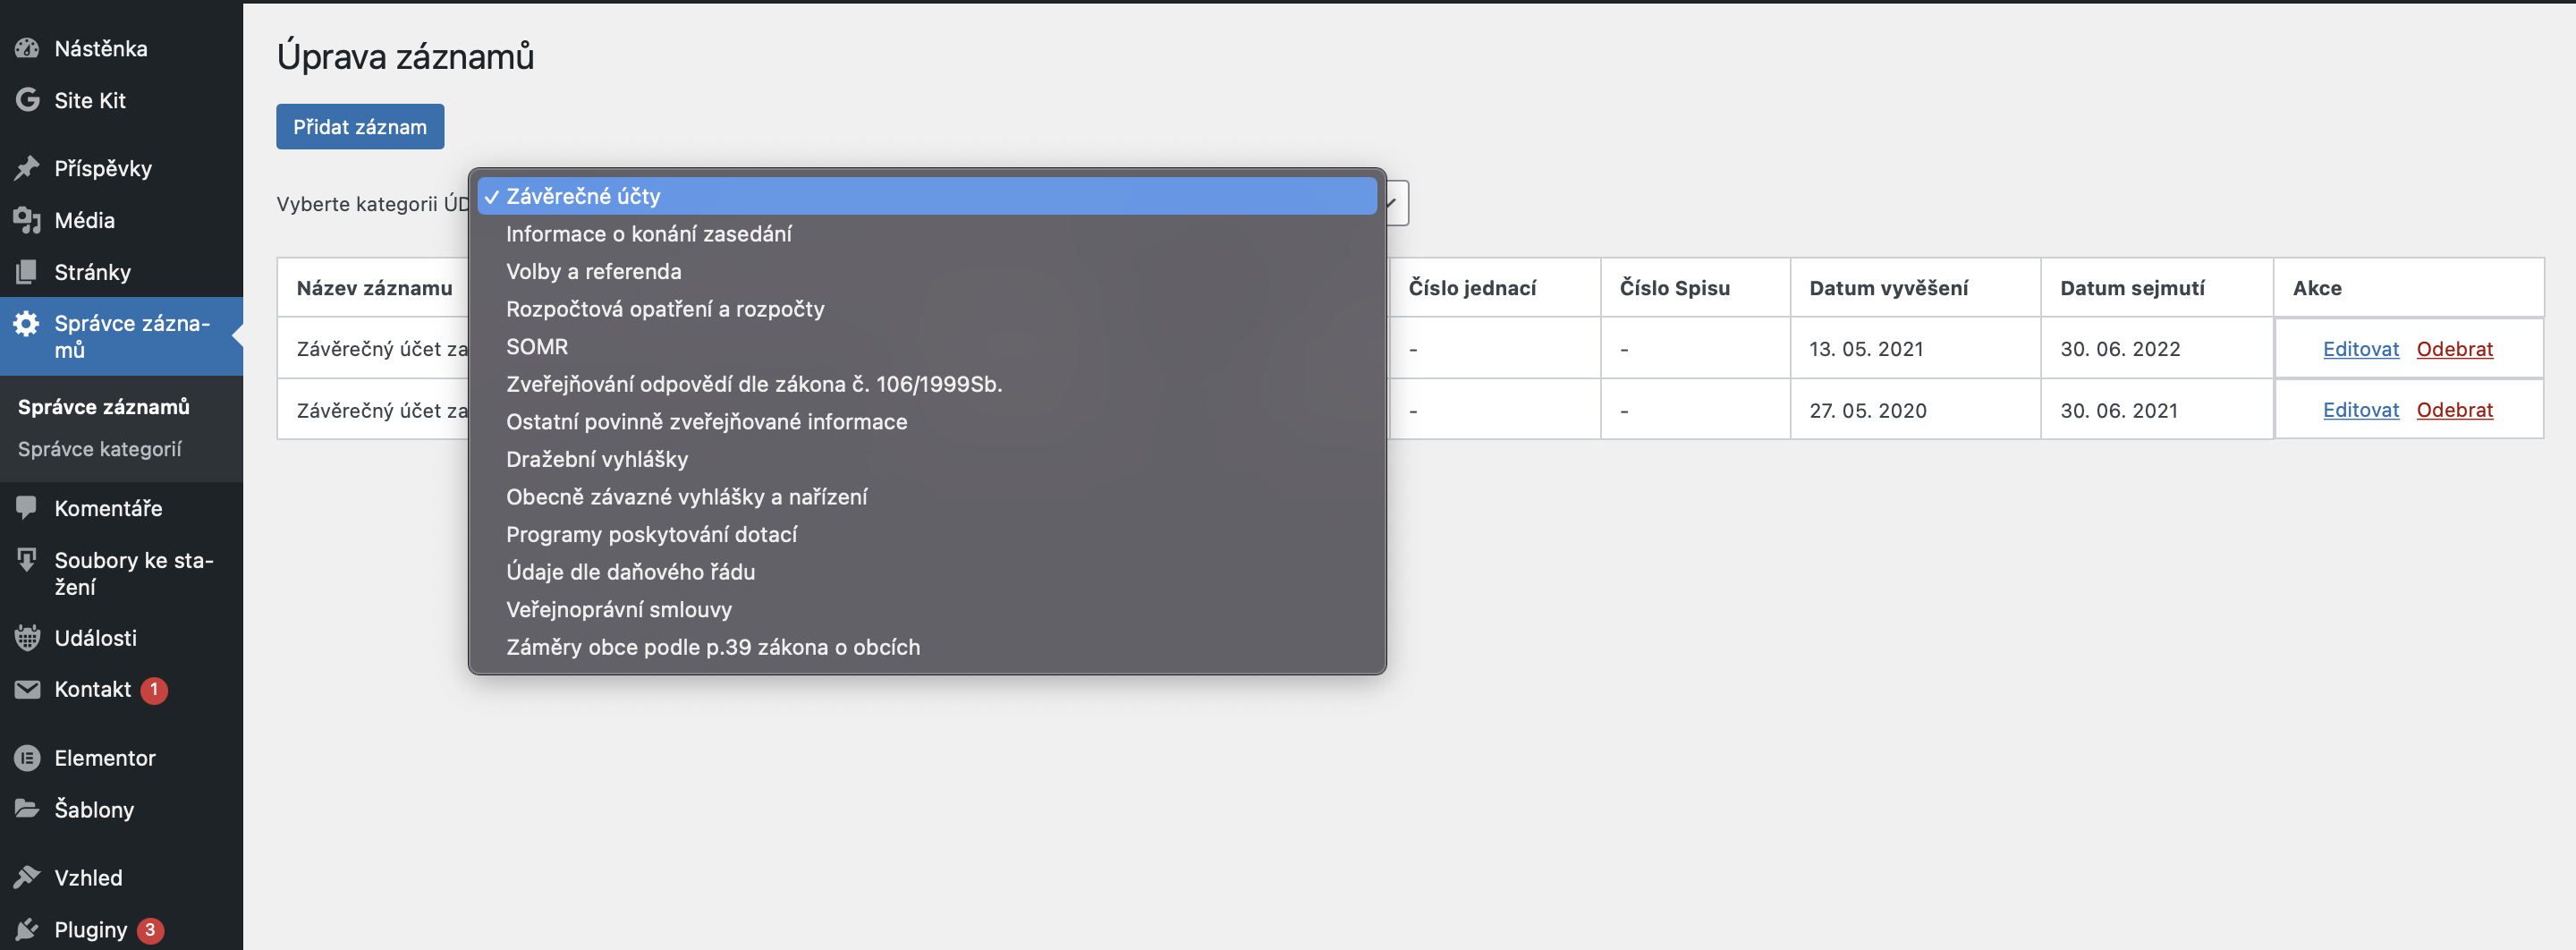 Nástěnka
Site Kit
Příspěvky
Média
Stránky
Správce zázna-
mů
Správce záznamů
Správce kategorií
Komentáře
Soubory ke sta-
žení
Události
Kontakt 1
Elementor
Šablony
Vzhled
Pluginy 3
Úprava záznamů
Přidat záznam
Vyberte kategorii ÚD
✓ Závěrečné účty
Informace o konání zasedání
Volby a referenda
Rozpočtová opatření a rozpočty
SOMR
Zveřejňování odpovědí dle zákona č. 106/1999Sb.
Ostatní povinně zveřejňované informace
Dražební vyhlášky
Obecně závazné vyhlášky a nařízení
Programy poskytování dotací
Údaje dle daňového řádu
Veřejnoprávní smlouvy
Záměry obce podle p.39 zákona o obcích
Název záznamu Číslo jednací Číslo Spisu Datum vyvěšení Datum sejmutí Akce
Závěrečný účet za - - 13. 05. 2021 30. 06. 2022 Editovat Odebrat
Závěrečný účet za - - 27. 05. 2020 30. 06. 2021 Editovat Odebrat